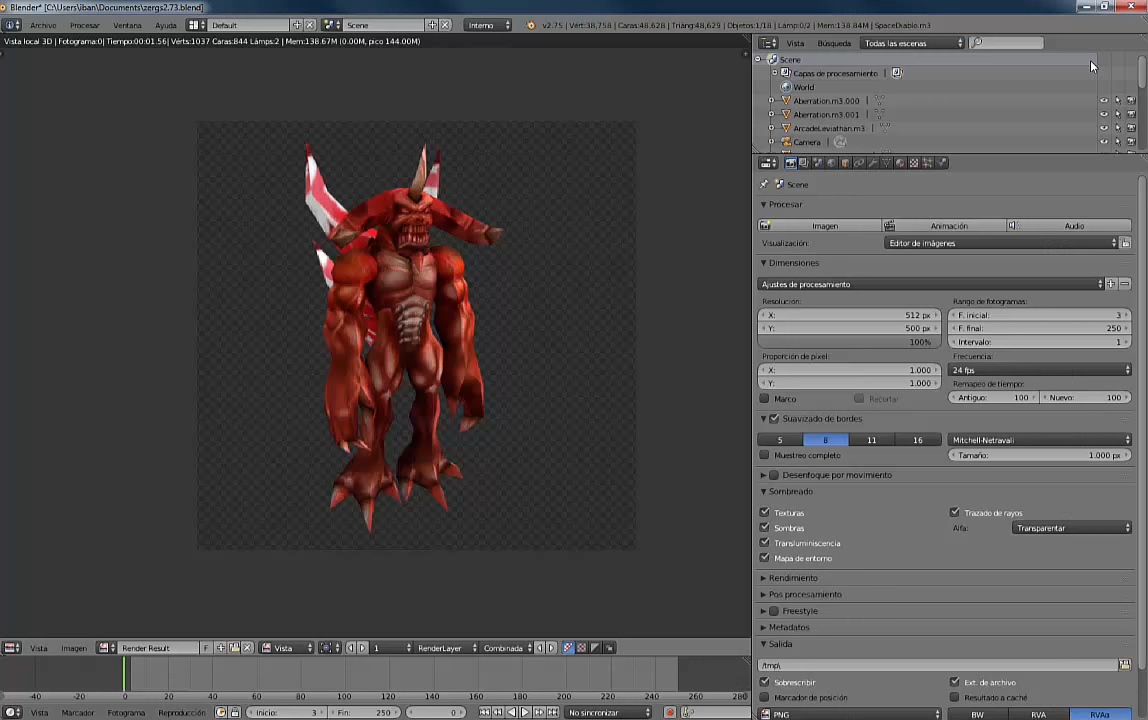 Blender* [C:\Users\iban\Documents\zergs2.73.blend]
Archivo Procesar Ventana Ayuda Default Scene Interno v2.75 | Vért:38,758 | Caras:48,628 | Triáng:48,629 | Objetos:1/18 | Lámp:0/2 | Mem:138.84M | SpaceDiablo.m3
Vista local 3D | Fotograma:0| Tiempo:00:01.56 | Vérts:1037 Caras:844 Lámps:2 | Mem:138.67M (0.00M, pico 144.00M)
Vista Búsqueda Todas las escenas
Scene
Capas de procesamiento
World
Aberration.m3.000
Aberration.m3.001
ArcadeLeviathan.m3
Camera
Scene
Procesar
Imagen Animación Audio
Visualización: Editor de imágenes
Dimensiones
Ajustes de procesamiento
Resolución: Rango de fotogramas:
X: 512 px F. inicial: 3
Y: 500 px F. final: 250
100% Intervalo: 1
Proporción de píxel: Frecuencia:
X: 1.000 24 fps
Y: 1.000 Remapeo de tiempo:
Marco Recortar Antiguo: 100 Nuevo: 100
Suavizado de bordes
5 8 11 16 Mitchell-Netravali
Muestreo completo Tamaño: 1.000 px
Desenfoque por movimiento
Sombreado
Texturas Trazado de rayos
Sombras Alfa: Transparentar
Transluminiscencia
Mapa de entorno
Rendimiento
Pos procesamiento
Freestyle
Metadatos
Salida
/tmp\
Sobrescribir Ext. de archivo
Marcador de posición Resultado a caché
PNG BW RVA RVAα
Vista Imagen Render Result F Vista 1 RenderLayer Combinada
-40 -20 0 20 40 60 80 100 120 140 160 180 200 220 240 260 280
Vista Marcador Fotograma Reproducción Inicio: 3 Fin: 250 0 No sincronizar